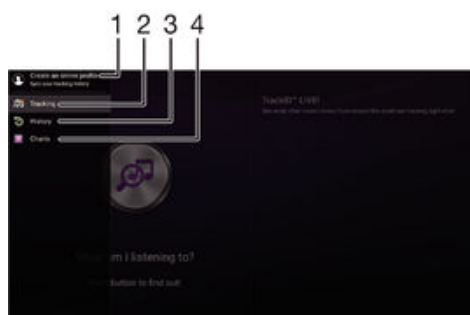 1 2 3 4
Create an online profile
Sync your tracking history
Tracking
History
Charts
TrackID™ LIVE!
am I listening to?
button to find out!